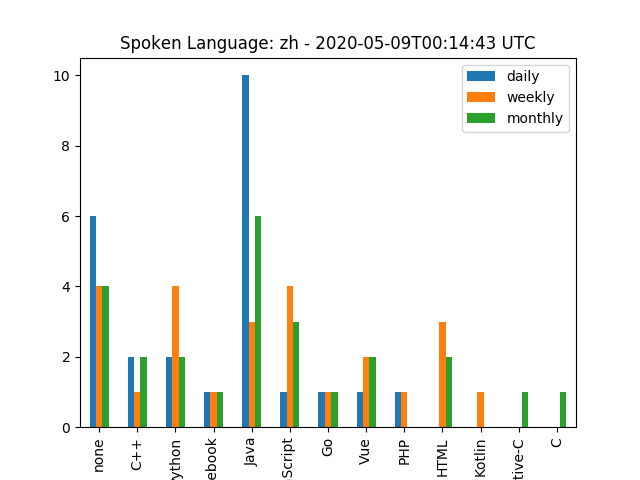 Spoken Language: zh - 2020-05-09T00:14:43 UTC
daily
weekly
monthly
10
8
6
4
2
0
none
C++
ython
ebook
Java
Script
Go
Vue
PHP
HTML
Kotlin
tive-C
C